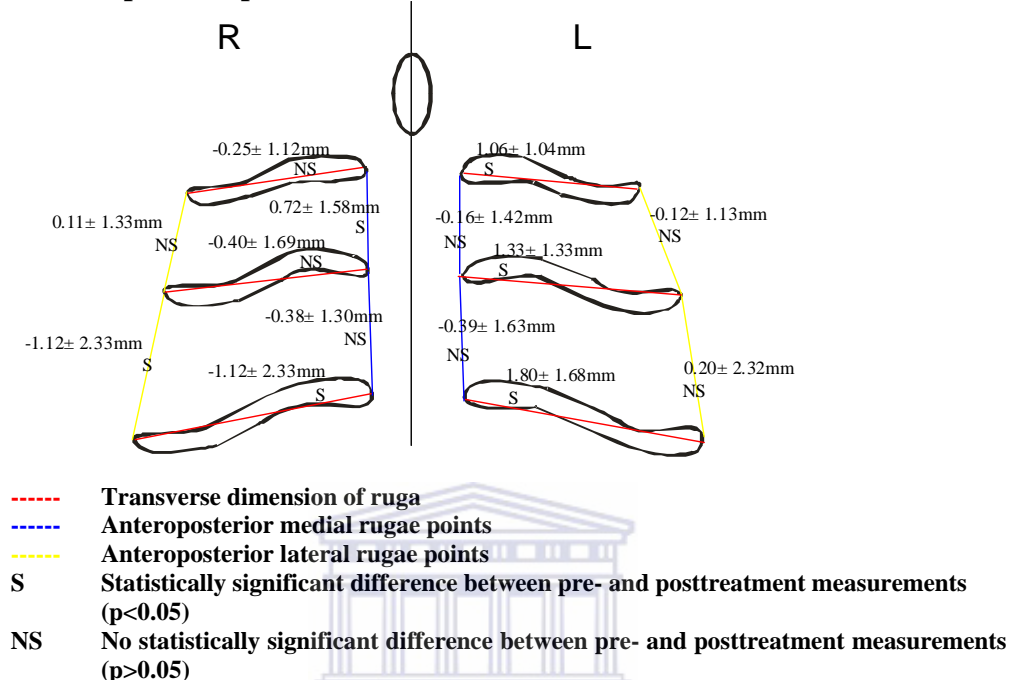 R L
-0.25± 1.12mm 1.06± 1.04mm
NS S
0.11± 1.33mm 0.72± 1.58mm -0.16± 1.42mm -0.12± 1.13mm
NS S NS NS
-0.40± 1.69mm 1.33± 1.33mm
NS S
-1.12± 2.33mm -0.38± 1.30mm -0.39± 1.63mm 0.20± 2.32mm
S NS NS NS
-1.12± 2.33mm 1.80± 1.68mm
S S
------ Transverse dimension of ruga
------ Anteroposterior medial rugae points
------ Anteroposterior lateral rugae points
S Statistically significant difference between pre- and posttreatment measurements
(p<0.05)
NS No statistically significant difference between pre- and posttreatment measurements
(p>0.05)